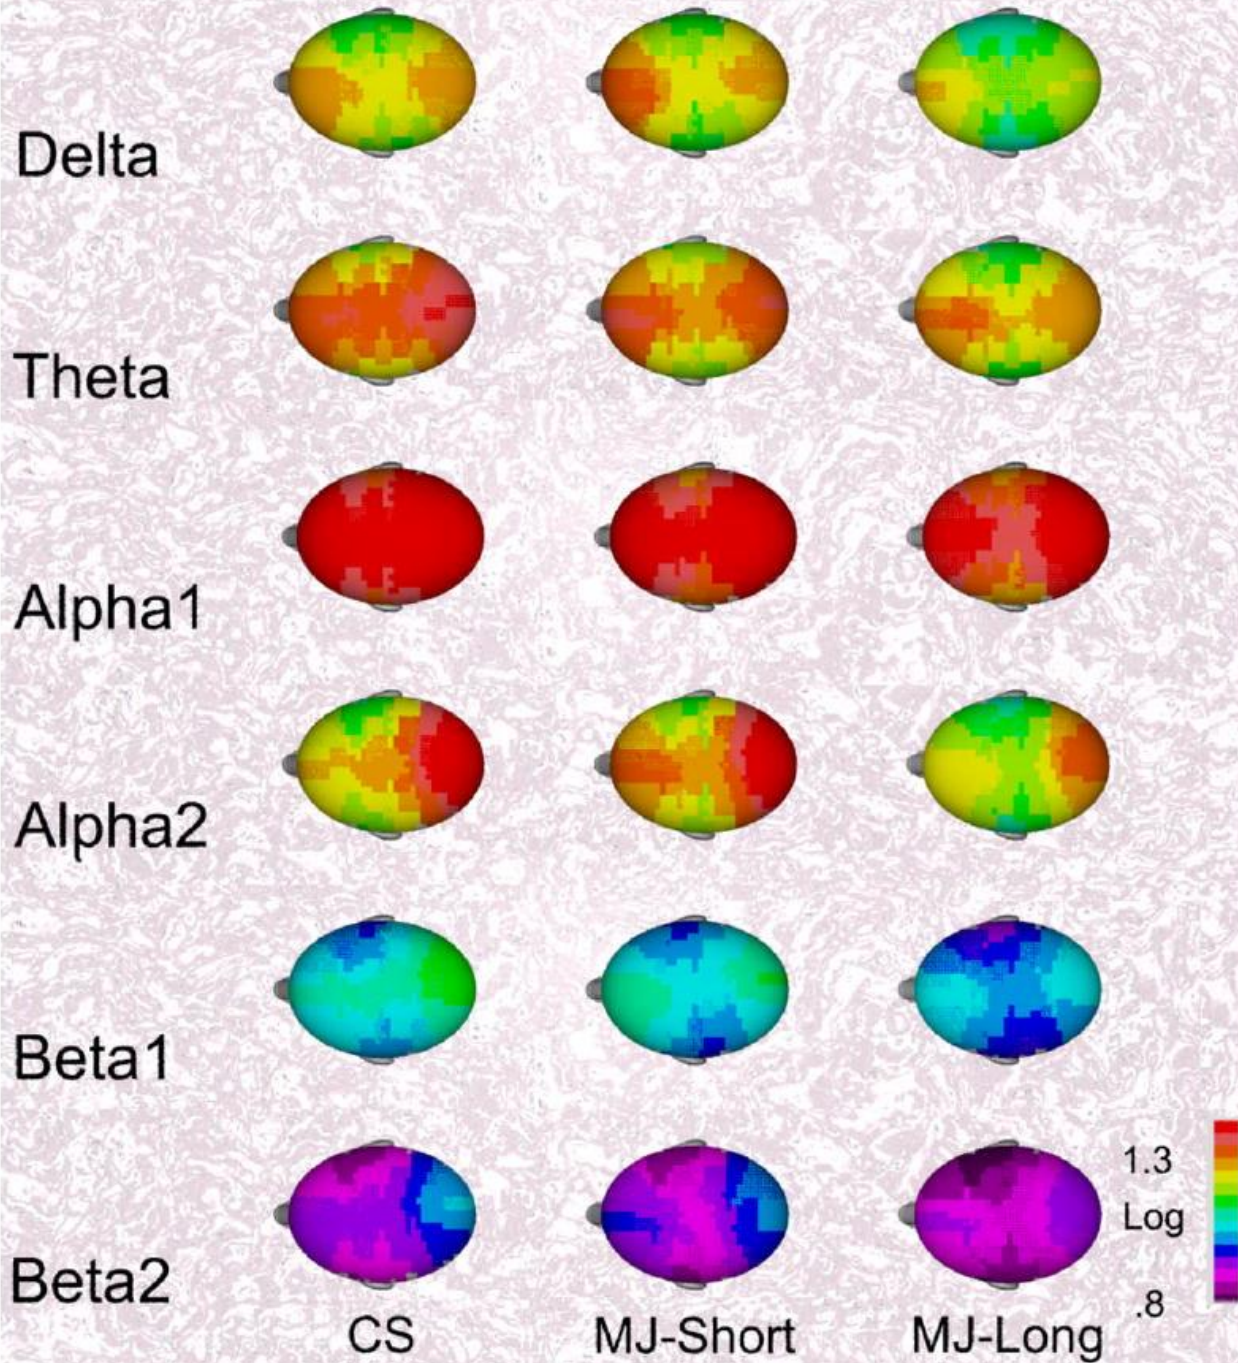 Delta
Theta
Alpha1
Alpha2
Beta1
1.3
Log
.8
Beta2
CS MJ-Short MJ-Long